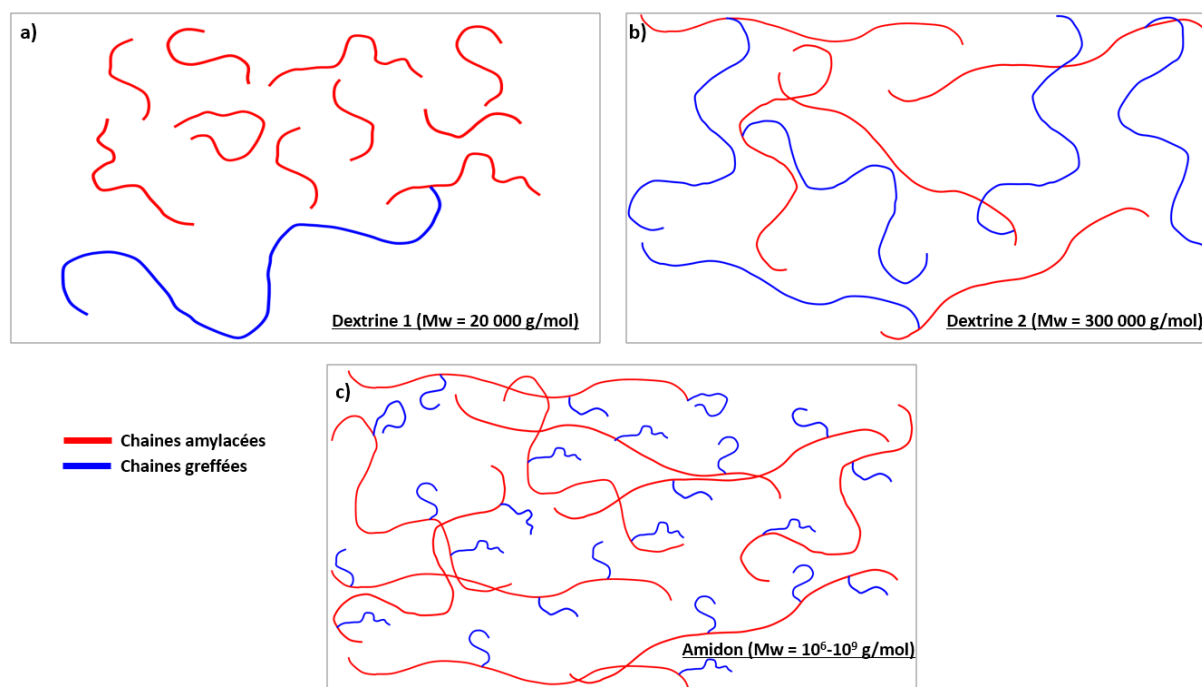 a)
Dextrine 1 (Mw = 20 000 g/mol)
b)
Dextrine 2 (Mw = 300 000 g/mol)
c)
Chaines amylacées
Chaines greffées
Amidon (Mw = 10⁶-10⁹ g/mol)